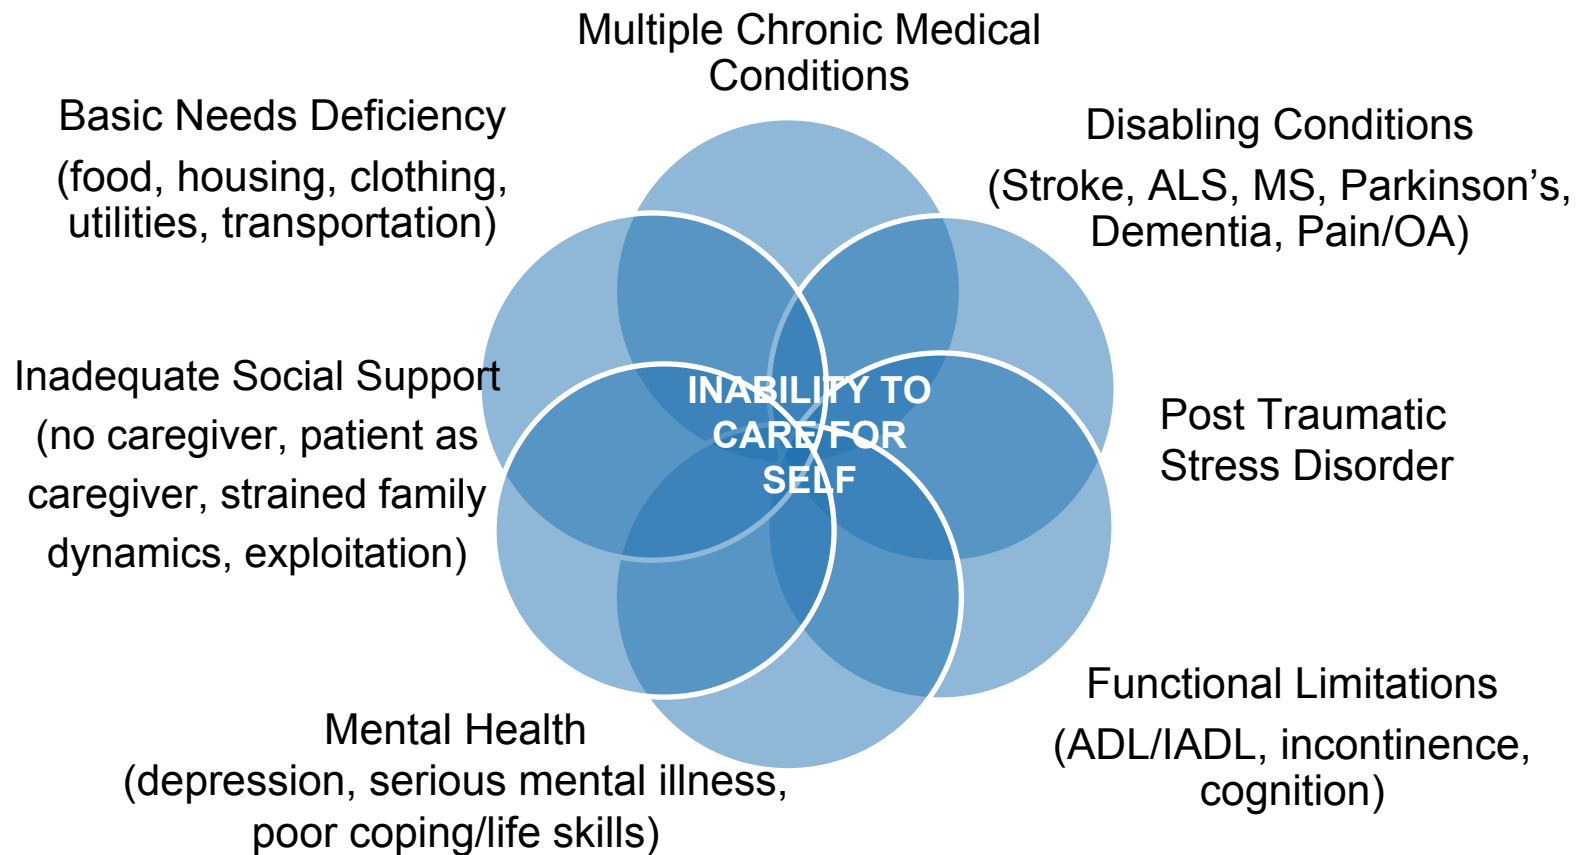 Multiple Chronic Medical
Conditions
Basic Needs Deficiency
(food, housing, clothing,
utilities, transportation)
Disabling Conditions
(Stroke, ALS, MS, Parkinson’s,
Dementia, Pain/OA)
Inadequate Social Support
(no caregiver, patient as
caregiver, strained family
dynamics, exploitation)
INABILITY TO
CARE FOR
SELF
Post Traumatic
Stress Disorder
Functional Limitations
(ADL/IADL, incontinence,
cognition)
Mental Health
(depression, serious mental illness,
poor coping/life skills)